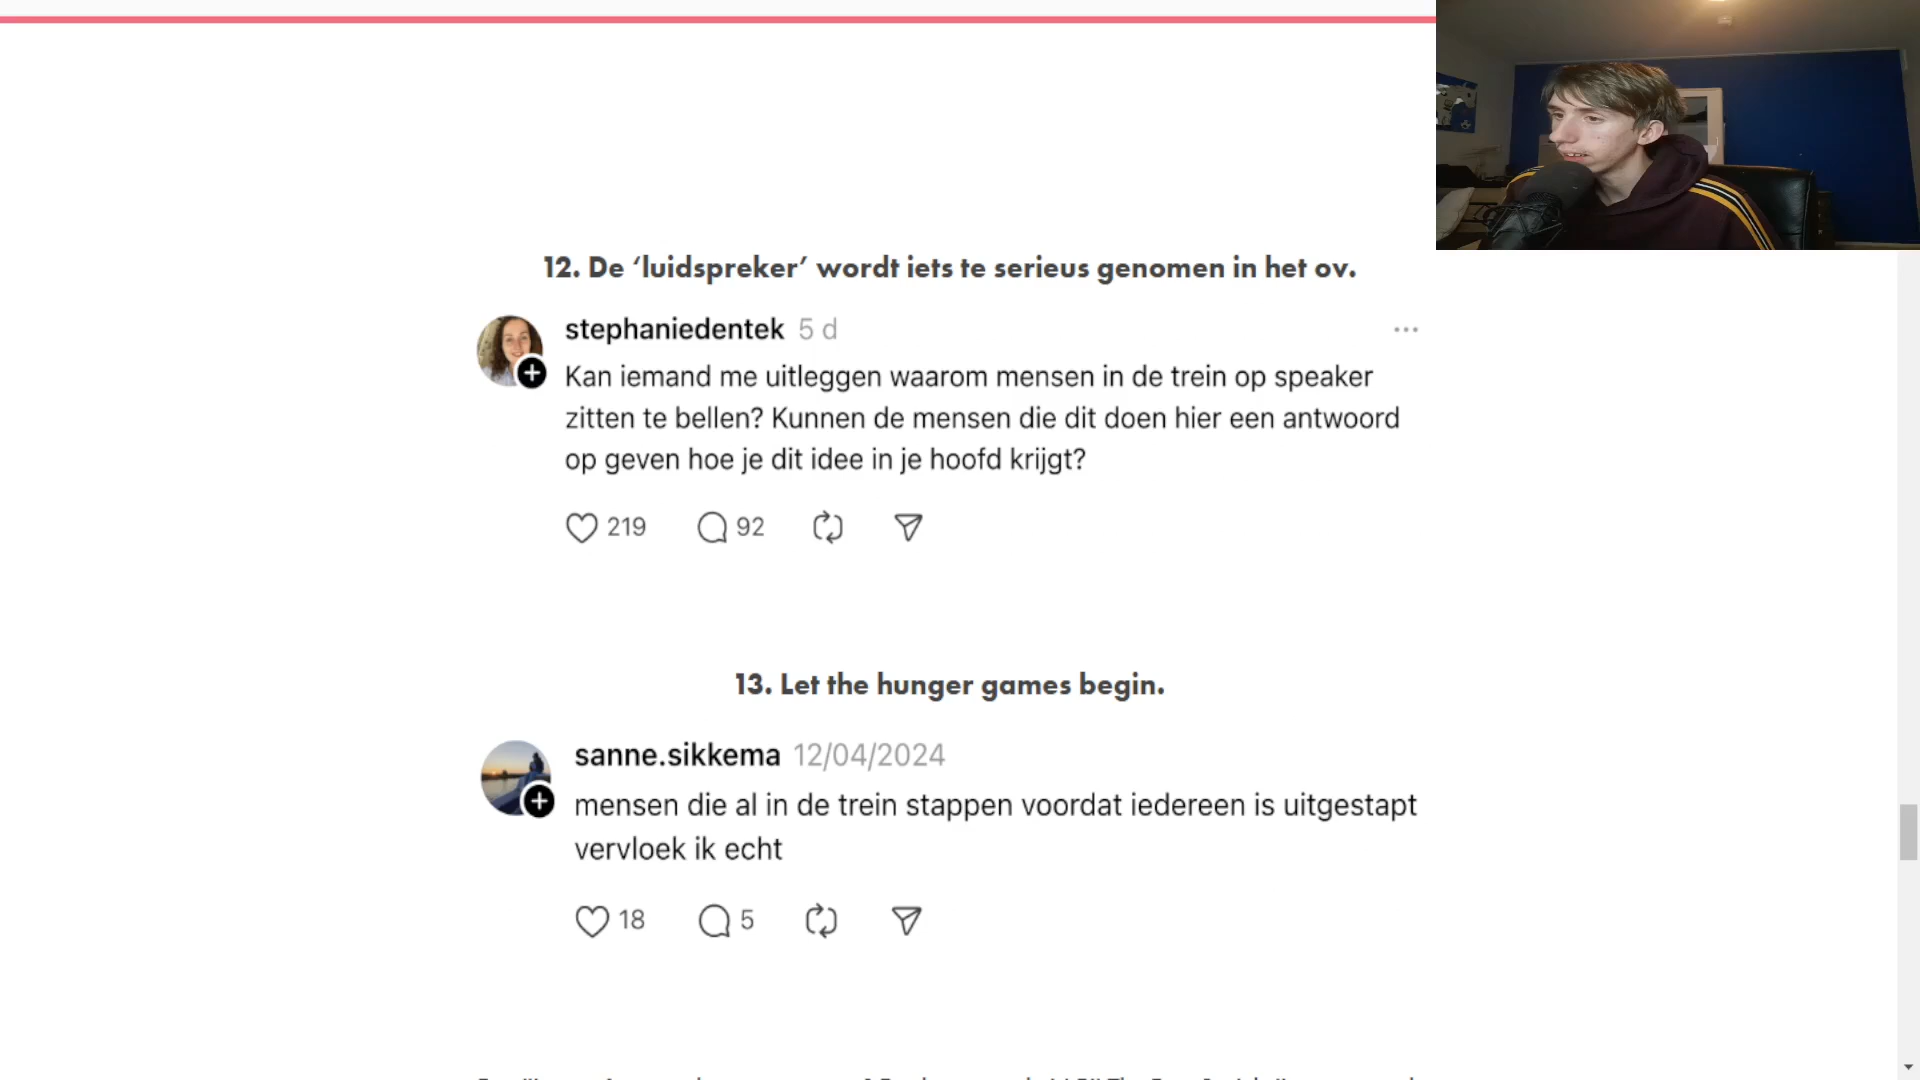 12. De ‘luidspreker’ wordt iets te serieus genomen in het ov.
stephaniedentek 5 d
Kan iemand me uitleggen waarom mensen in de trein op speaker
zitten te bellen? Kunnen de mensen die dit doen hier een antwoord
op geven hoe je dit idee in je hoofd krijgt?
219 92
13. Let the hunger games begin.
sanne.sikkema 12/04/2024
mensen die al in de trein stappen voordat iedereen is uitgestapt
vervloek ik echt
18 5